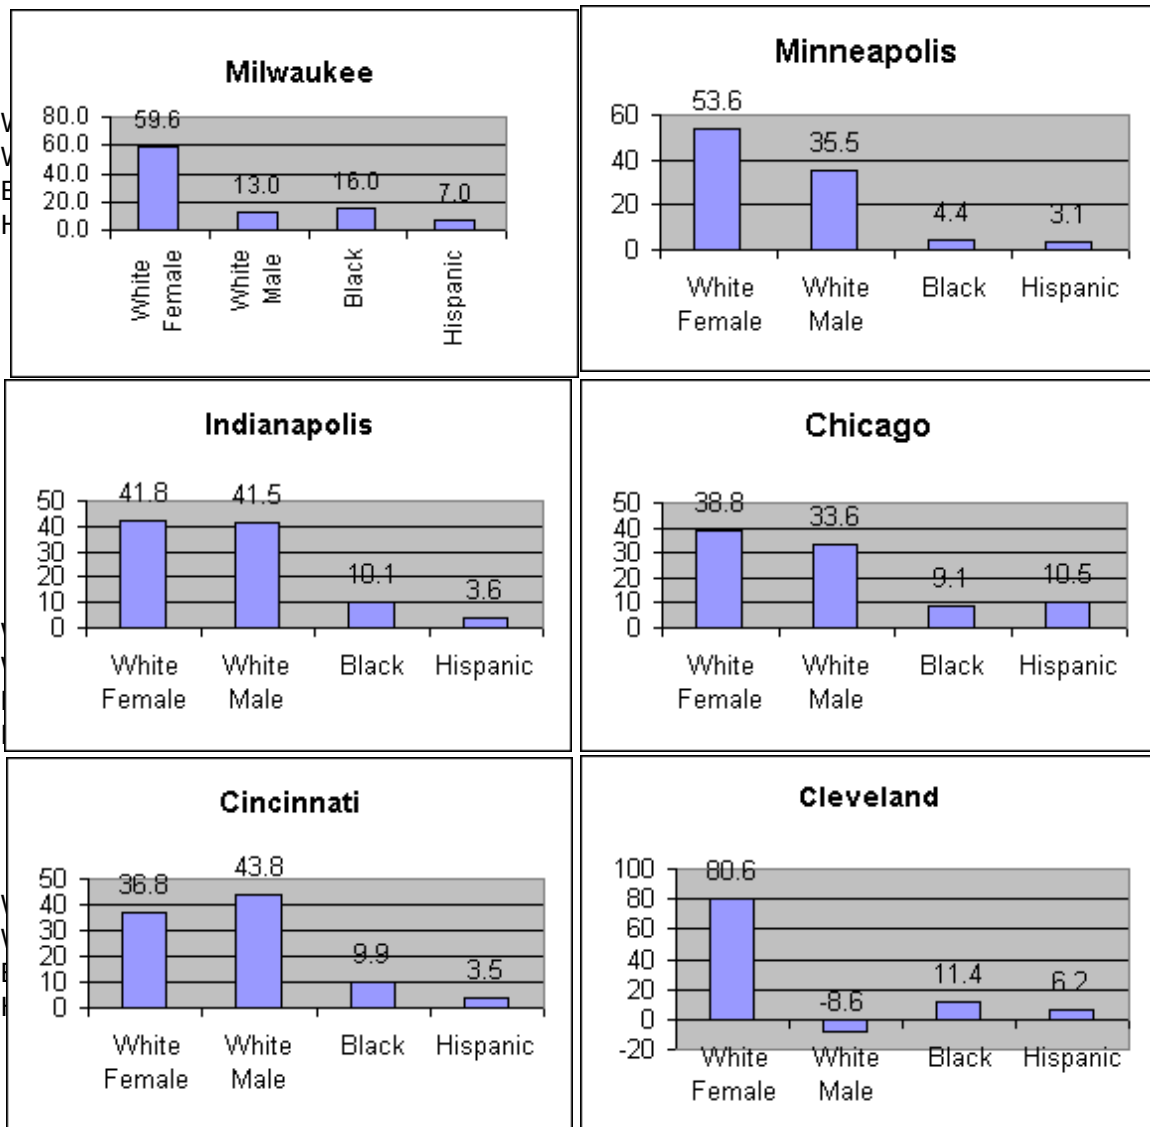 Milwaukee
80.0
60.0
40.0
20.0
0.0
59.6
13.0
16.0
7.0
White
Female
White
Male
Black
Hispanic
Minneapolis
60
40
20
0
53.6
35.5
4.4
3.1
White
Female
White
Male
Black
Hispanic
Indianapolis
50
40
30
20
10
0
41.8
41.5
10.1
3.6
White
Female
White
Male
Black
Hispanic
Chicago
50
40
30
20
10
0
38.8
33.6
9.1
10.5
White
Female
White
Male
Black
Hispanic
Cincinnati
50
40
30
20
10
0
36.8
43.8
9.9
3.5
White
Female
White
Male
Black
Hispanic
Cleveland
100
80
60
40
20
0
-20
80.6
-8.6
11.4
6.2
White
Female
White
Male
Black
Hispanic